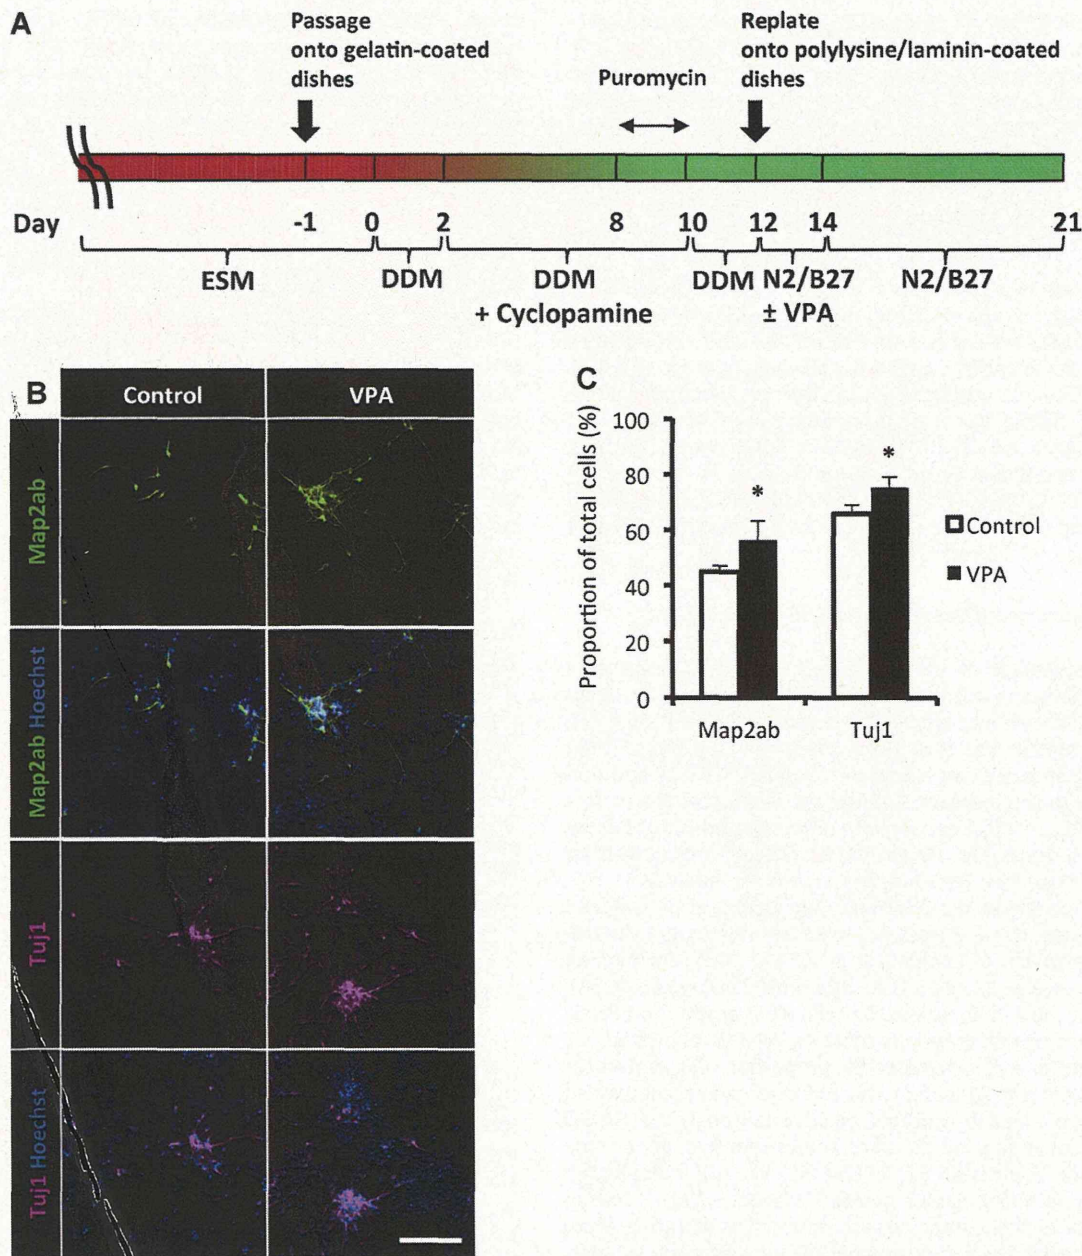 A
Passage
onto gelatin-coated
dishes
Puromycin
Replate
onto polylysine/laminin-coated
dishes
Day
-1 0 2 8 10 12 14 21
ESM DDM DDM DDM N2/B27 N2/B27
+ Cyclopamine ± VPA
B
Control VPA
Map2ab
Map2ab Hoechst
Tuj1
Tuj1 Hoechst
C
Proportion of total cells (%)
100
80
60
40
20
0
* *
Map2ab Tuj1
Control
VPA